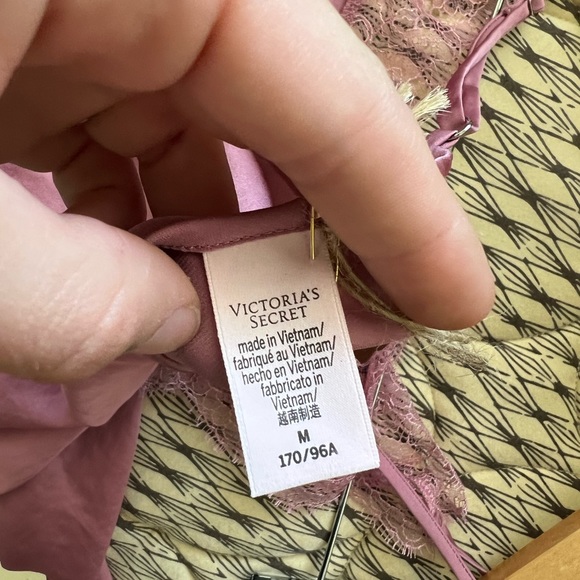 VICTORIA'S
SECRET
made in Vietnam/
fabriqué au Vietnam/
hecho en Vietnam/
fabbricato in
Vietnam/
越南制造
M
170/96A